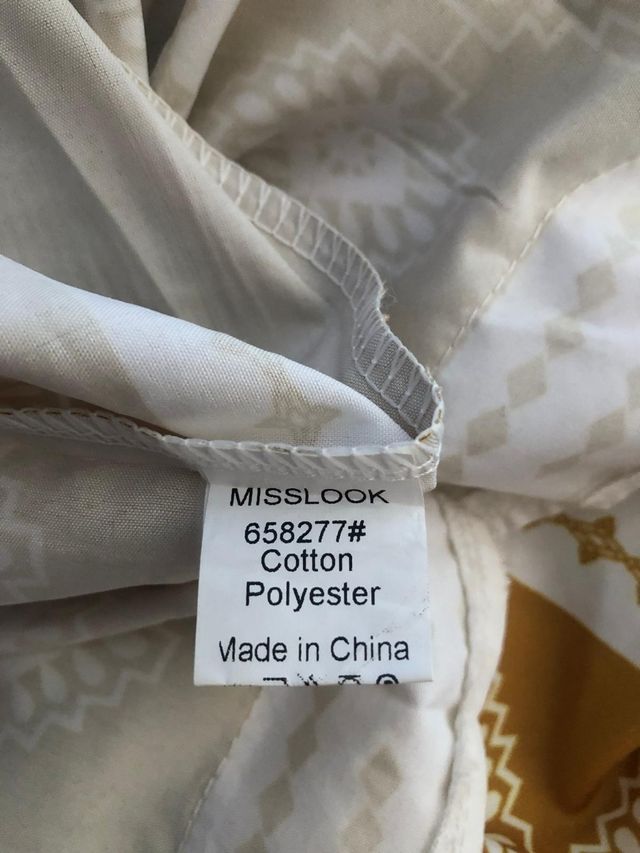 MISSLOOK
658277#
Cotton
Polyester
Made in China